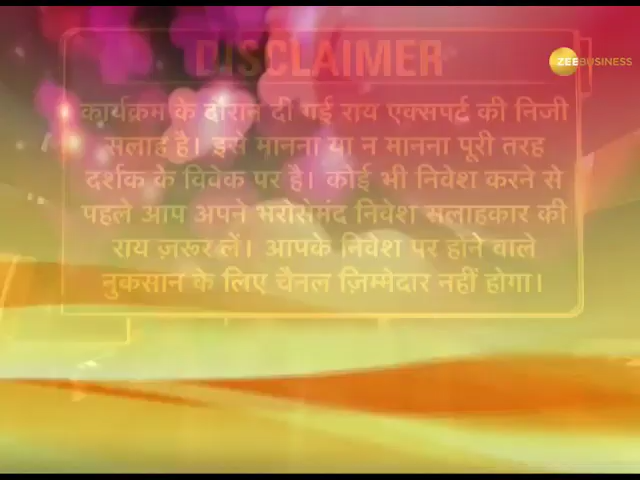 DISCLAIMER
ZEEBUSINESS
कार्यक्रम के दौरान दी गई राय एक्सपर्ट की निजी
सलाह है। इसे मानना या न मानना पूरी तरह
दर्शक के विवेक पर है। कोई भी निवेश करने से
पहले आप अपने भरोसेमंद निवेश सलाहकार की
राय ज़रूर लें। आपके निवेश पर होने वाले
नुकसान के लिए चैनल ज़िम्मेदार नहीं होगा।